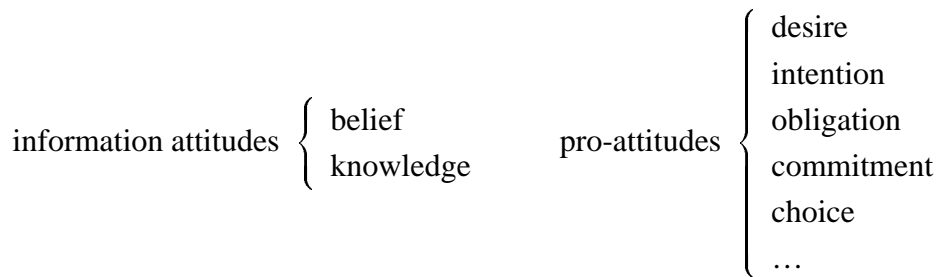 information attitudes
belief
knowledge
pro-attitudes
desire
intention
obligation
commitment
choice
…